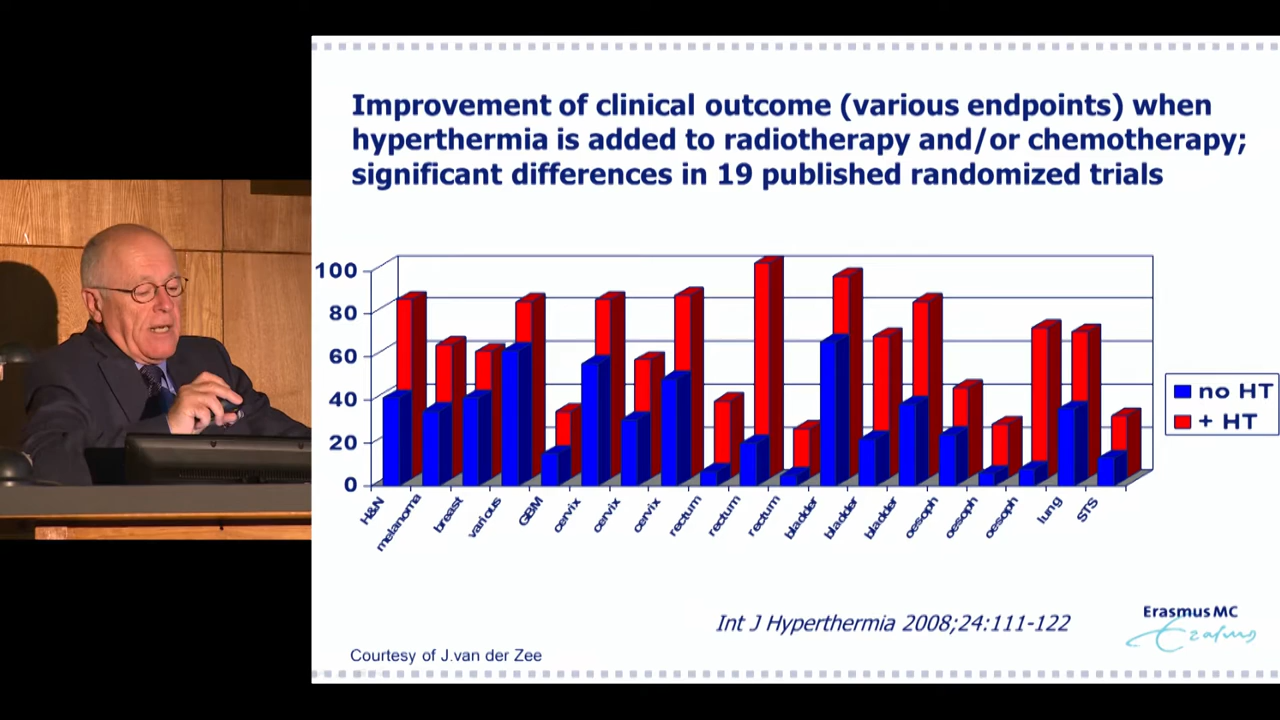 Improvement of clinical outcome (various endpoints) when
hyperthermia is added to radiotherapy and/or chemotherapy;
significant differences in 19 published randomized trials
100
80
60
40
20
0
H&N
melanoma
breast
various
GBM
cervix
cervix
cervix
rectum
rectum
rectum
bladder
bladder
bladder
oesoph
oesoph
oesoph
lung
STS
no HT
+ HT
Int J Hyperthermia 2008;24:111-122
Erasmus MC
Erasmus
Courtesy of J.van der Zee